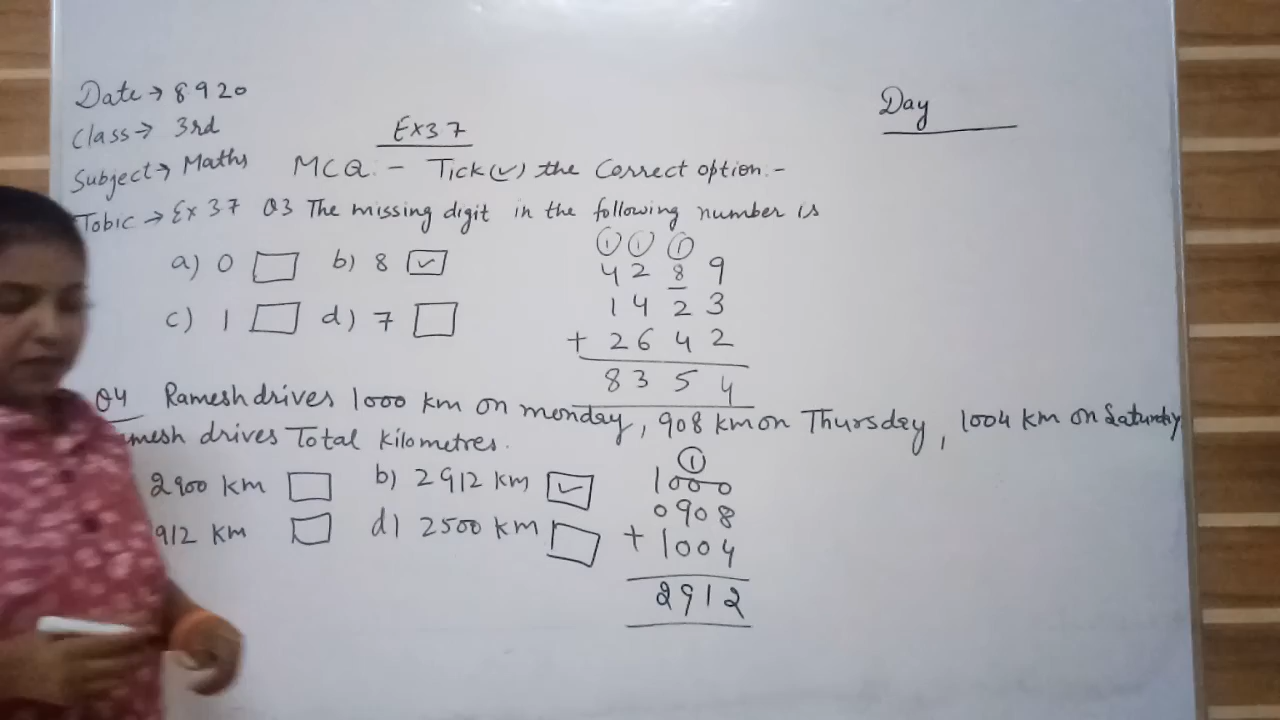 Date → 8 9 20
Day
Class → 3rd
Ex 37
Subject → Maths
MCQ :- Tick (✓) the Correct option :-
Tobic → Ex 37 Q3 The missing digit in the following number is
a) 0 b) 8 ✓
c) 1 d) 7
① ① ①
4 2 8 9
1 4 2 3
+ 2 6 4 2
8 3 5 4
Q4 Ramesh drives 1000 km on monday, 908 km on Thursday, 1004 km on Saturday
mesh drives Total kilometres.
2900 km b) 2912 km ✓
912 km d) 2500 km
①
1000
0908
+ 1004
2912